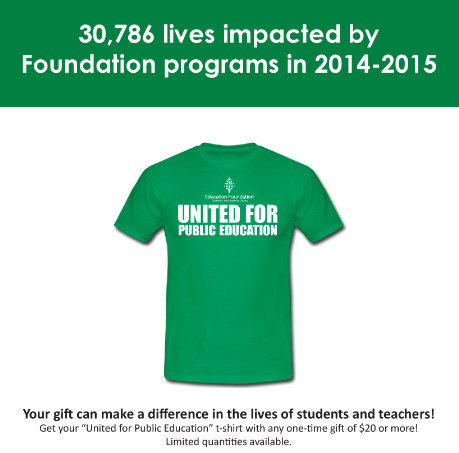 30,786 lives impacted by
Foundation programs in 2014-2015
Education Foundation
UNITED FOR
PUBLIC EDUCATION
Your gift can make a difference in the lives of students and teachers!
Get your “United for Public Education” t-shirt with any one-time gift of $20 or more!
Limited quantities available.